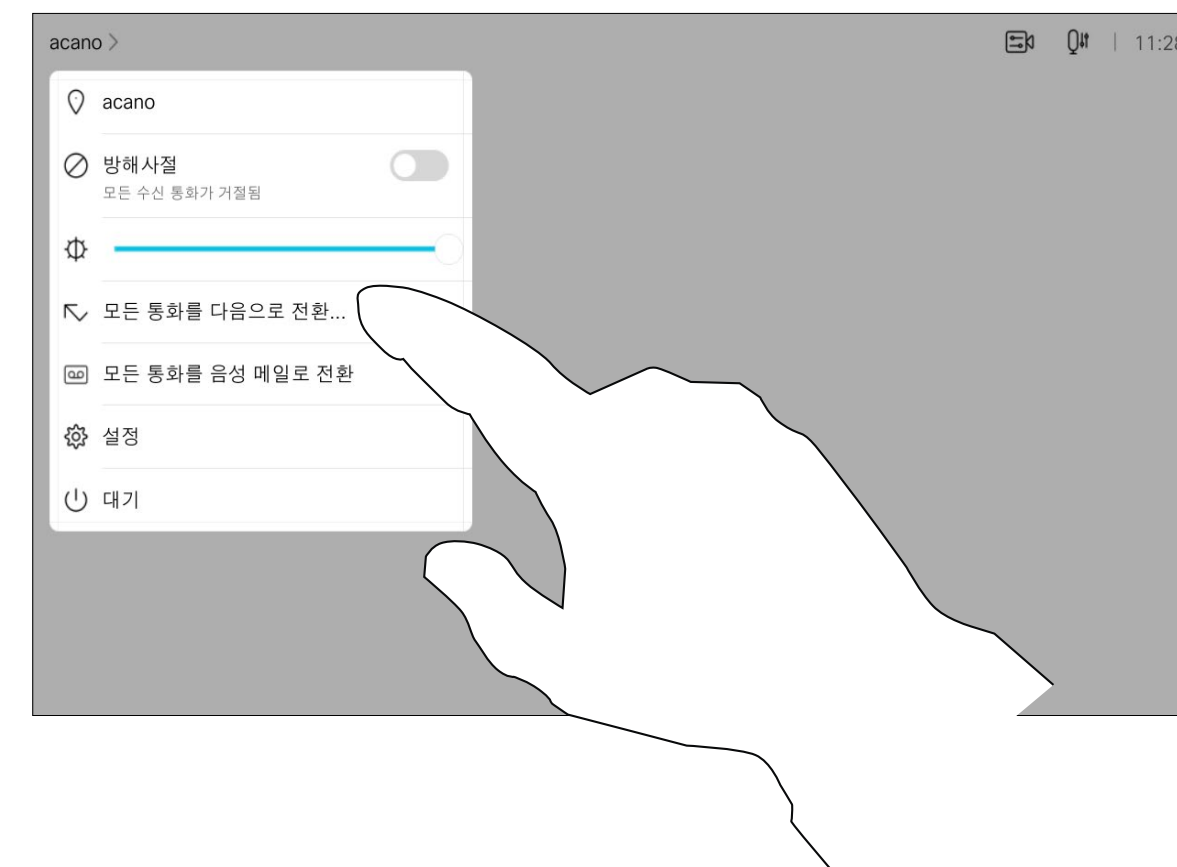 acano >
11:28
acano
방해사절
모든 수신 통화가 거절됨
모든 통화를 다음으로 전환...
모든 통화를 음성 메일로 전환
설정
대기